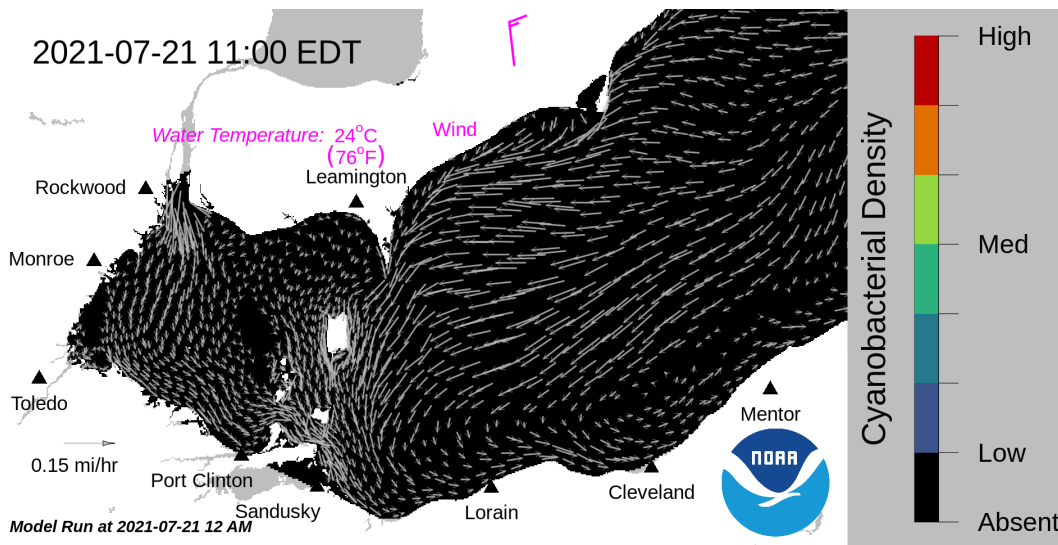 2021-07-21 11:00 EDT
Water Temperature: 24°C
(76°F)
Wind
Leamington
Rockwood
Monroe
Toledo
0.15 mi/hr
Port Clinton
Sandusky
Lorain
Cleveland
Mentor
NOAA
Model Run at 2021-07-21 12 AM
Cyanobacterial Density
High
Med
Low
Absent